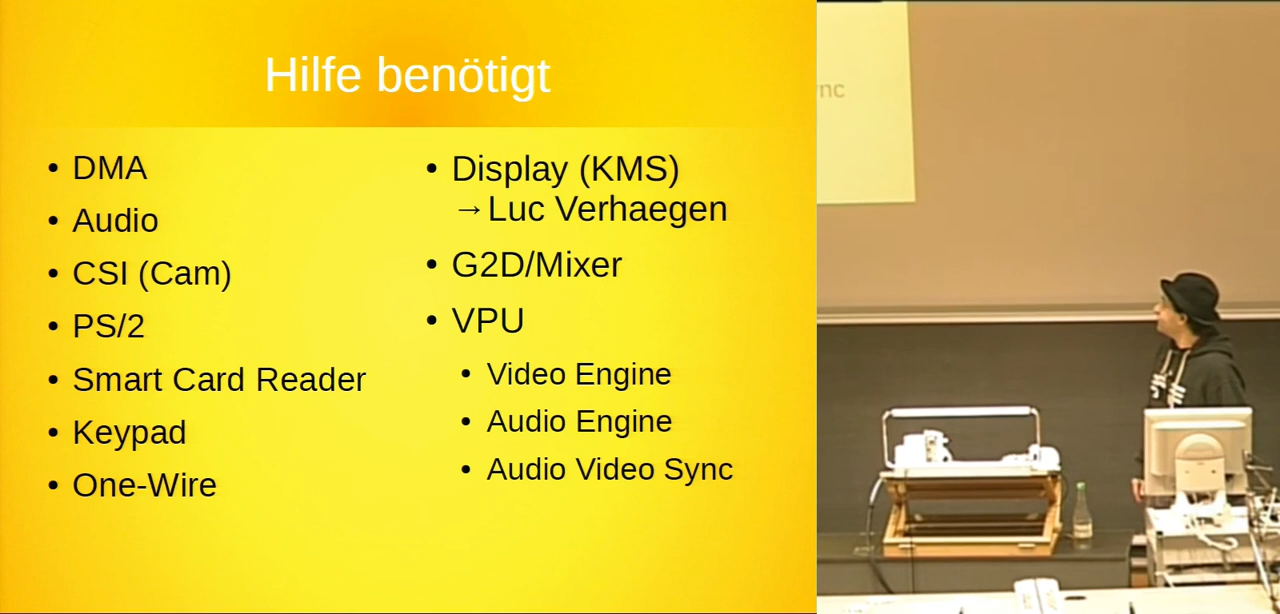 Hilfe benötigt
• DMA
• Audio
• CSI (Cam)
• PS/2
• Smart Card Reader
• Keypad
• One-Wire
• Display (KMS)
→Luc Verhaegen
• G2D/Mixer
• VPU
• Video Engine
• Audio Engine
• Audio Video Sync
nc